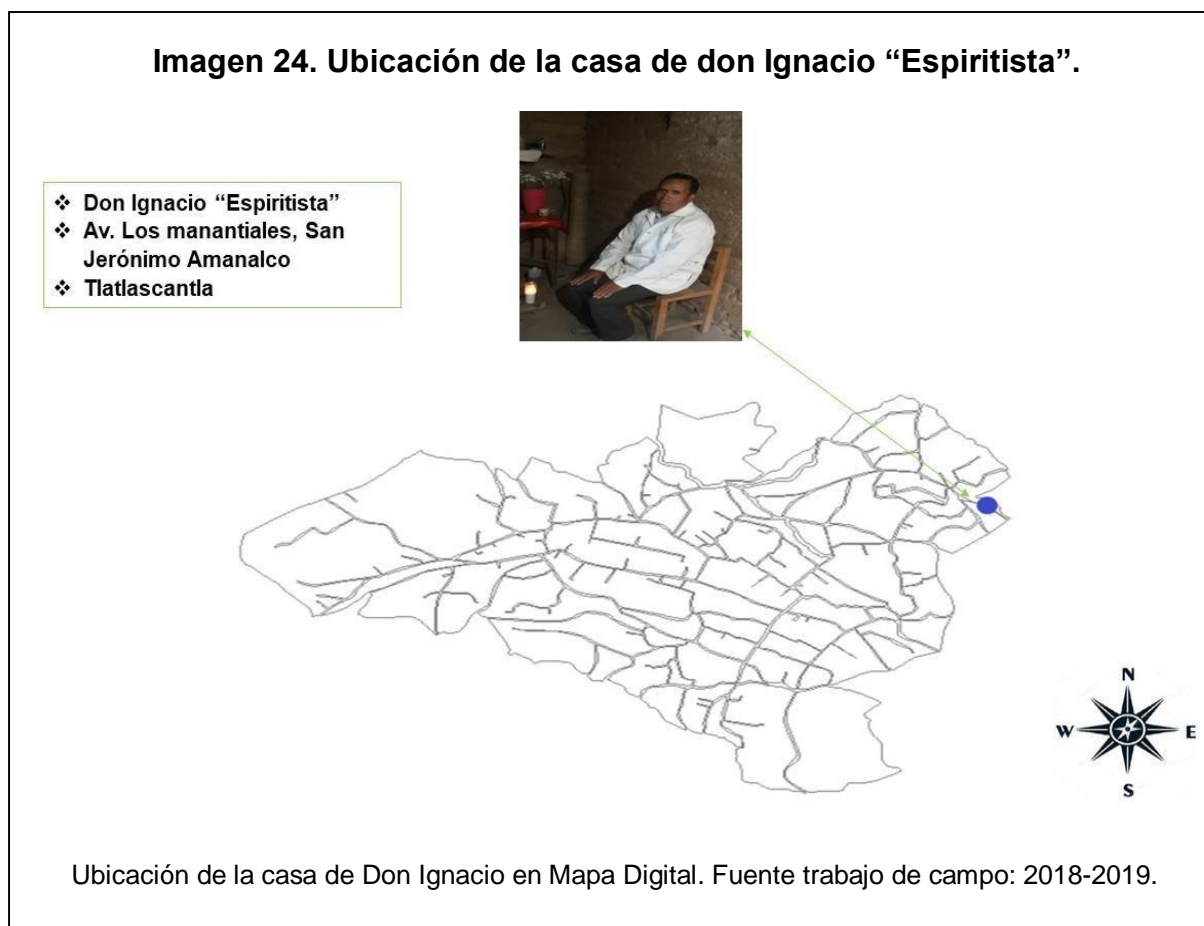 Imagen 24. Ubicación de la casa de don Ignacio “Espiritista”.
❖ Don Ignacio “Espiritista”
❖ Av. Los manantiales, San
Jerónimo Amanalco
❖ Tlatlascantla
N
W E
S
Ubicación de la casa de Don Ignacio en Mapa Digital. Fuente trabajo de campo: 2018-2019.